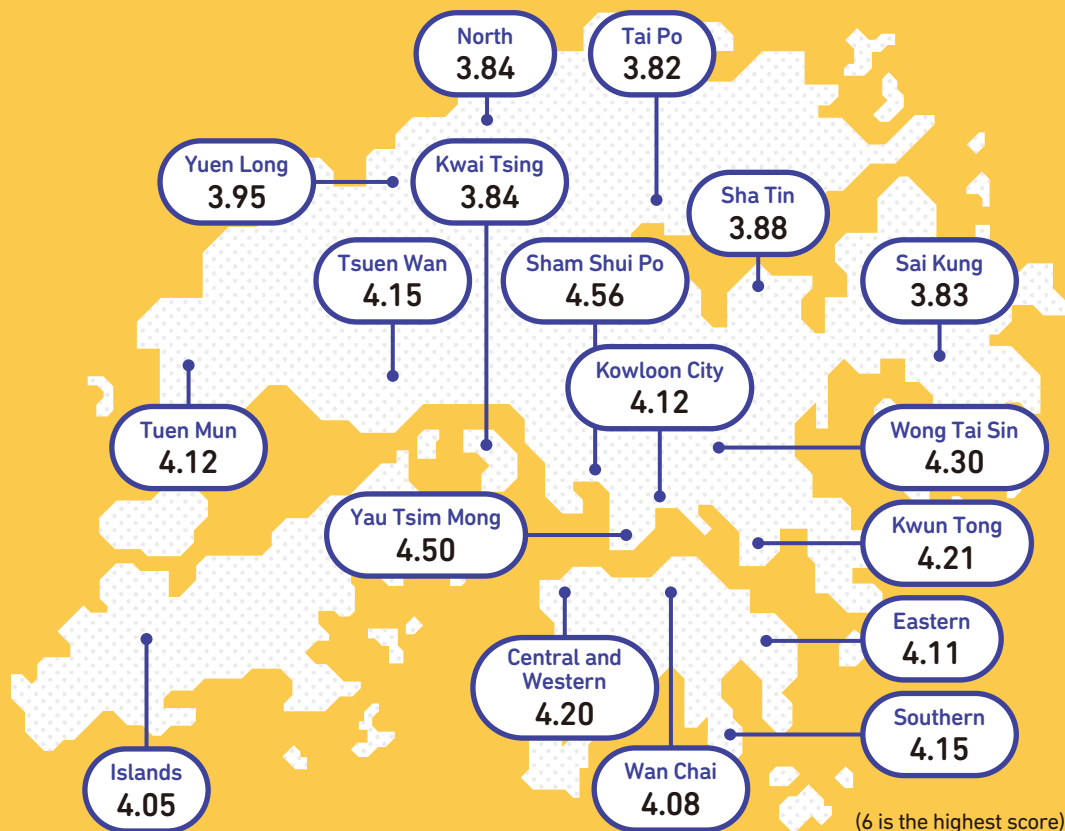 North
3.84
Tai Po
3.82
Yuen Long
3.95
Kwai Tsing
3.84
Sha Tin
3.88
Tsuen Wan
4.15
Sham Shui Po
4.56
Sai Kung
3.83
Kowloon City
4.12
Tuen Mun
4.12
Wong Tai Sin
4.30
Yau Tsim Mong
4.50
Kwun Tong
4.21
Eastern
4.11
Central and
Western
4.20
Southern
4.15
Islands
4.05
Wan Chai
4.08
(6 is the highest score)